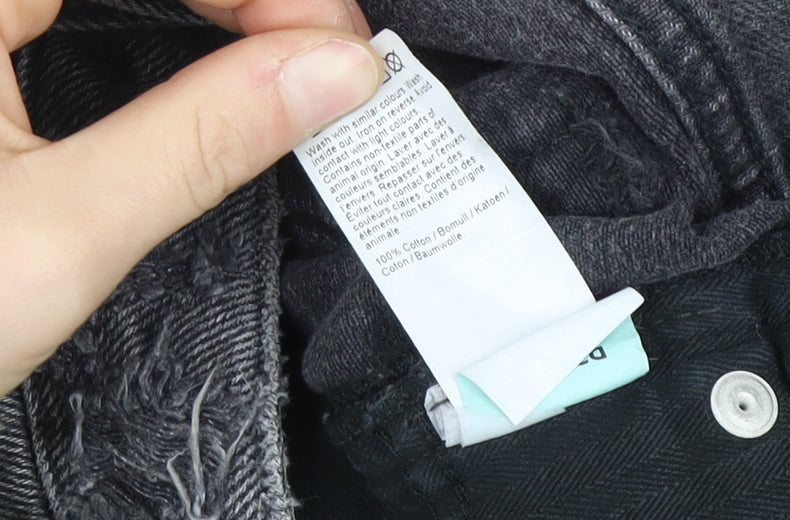 Wash with similar colours Wash
inside out. Iron on reverse Avoid
contact with light colours
Contains non-textile parts of
animal origin. Laver avec des
couleurs semblables. Laver à
l'envers. Repasser sur l'envers.
Eviter tout contact avec des
couleurs claires. Contient des
éléments non textiles d'origine
animale
100% Cotton / Bomull / Katoen /
Coton / Baumwolle